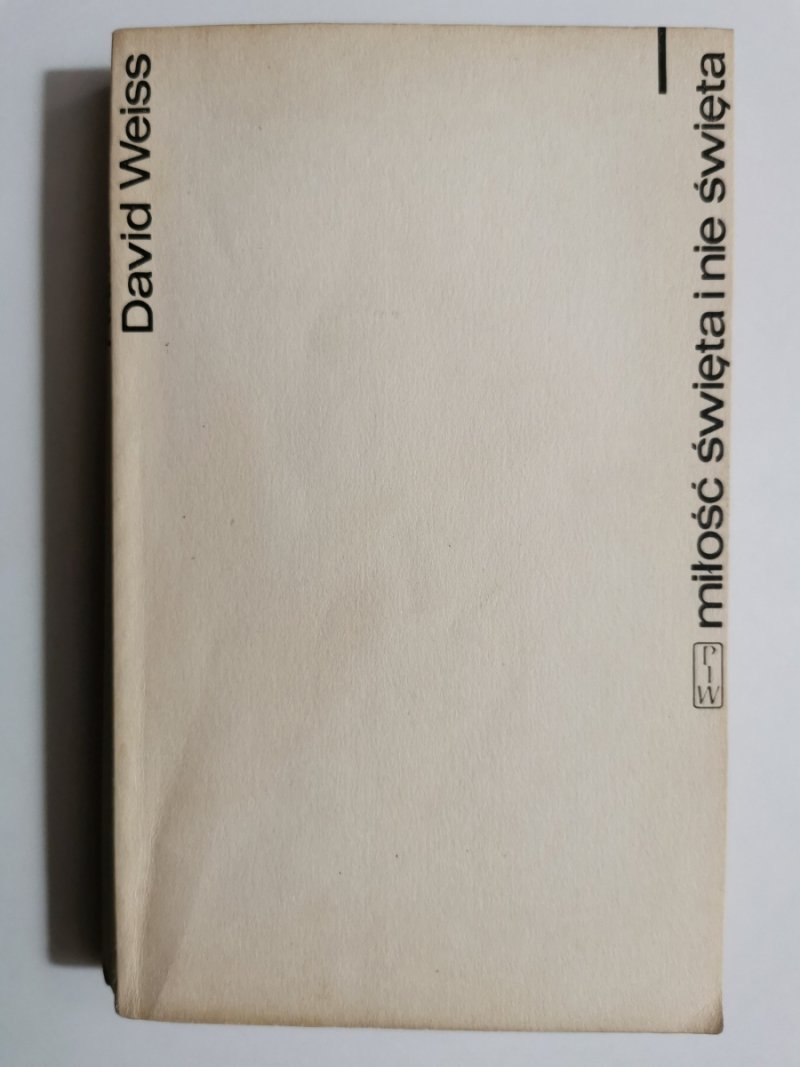 David Weiss
miłość święta i nie święta
PIW